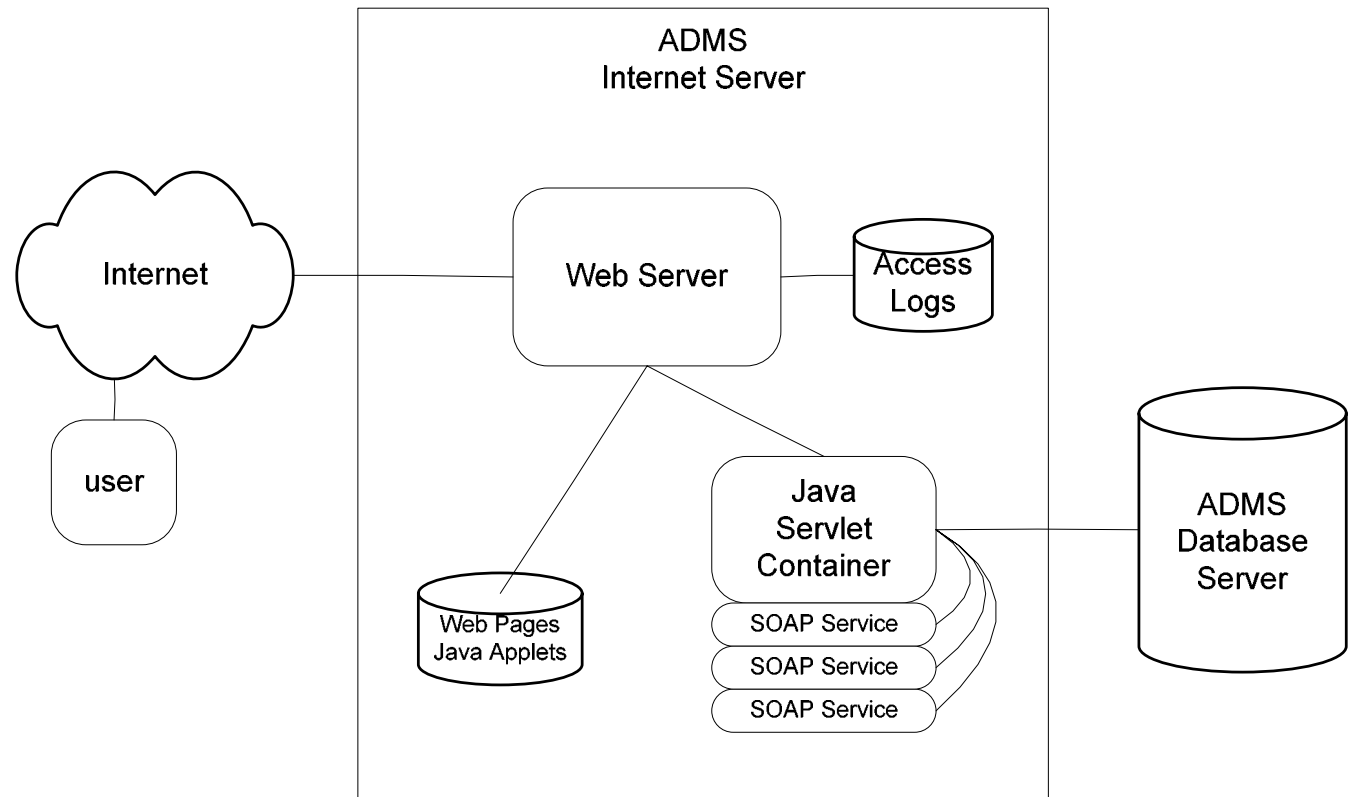 ADMS
Internet Server
Internet
Web Server
Access
Logs
user
Java
Servlet
Container
ADMS
Database
Server
Web Pages
Java Applets
SOAP Service
SOAP Service
SOAP Service